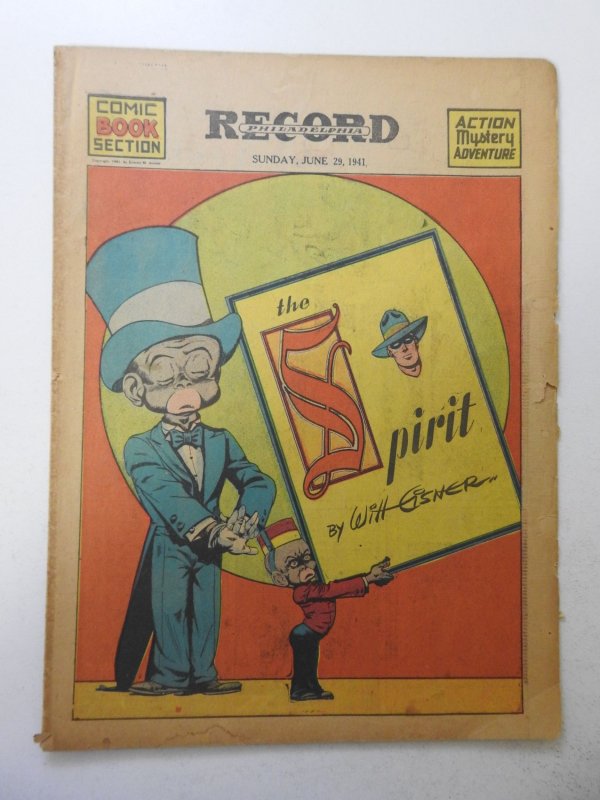 COMIC
BOOK
SECTION
RECORD
PHILADELPHIA
SUNDAY, JUNE 29, 1941
ACTION
Mystery
ADVENTURE
the
Spirit
BY Will EISNER